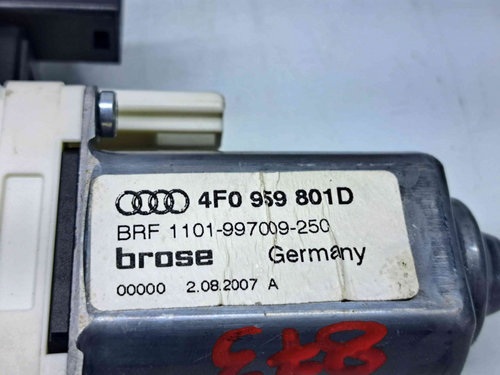 4F0 959 801D
BRF 1101-997009-250
brose Germany
00000 2.08.2007 A